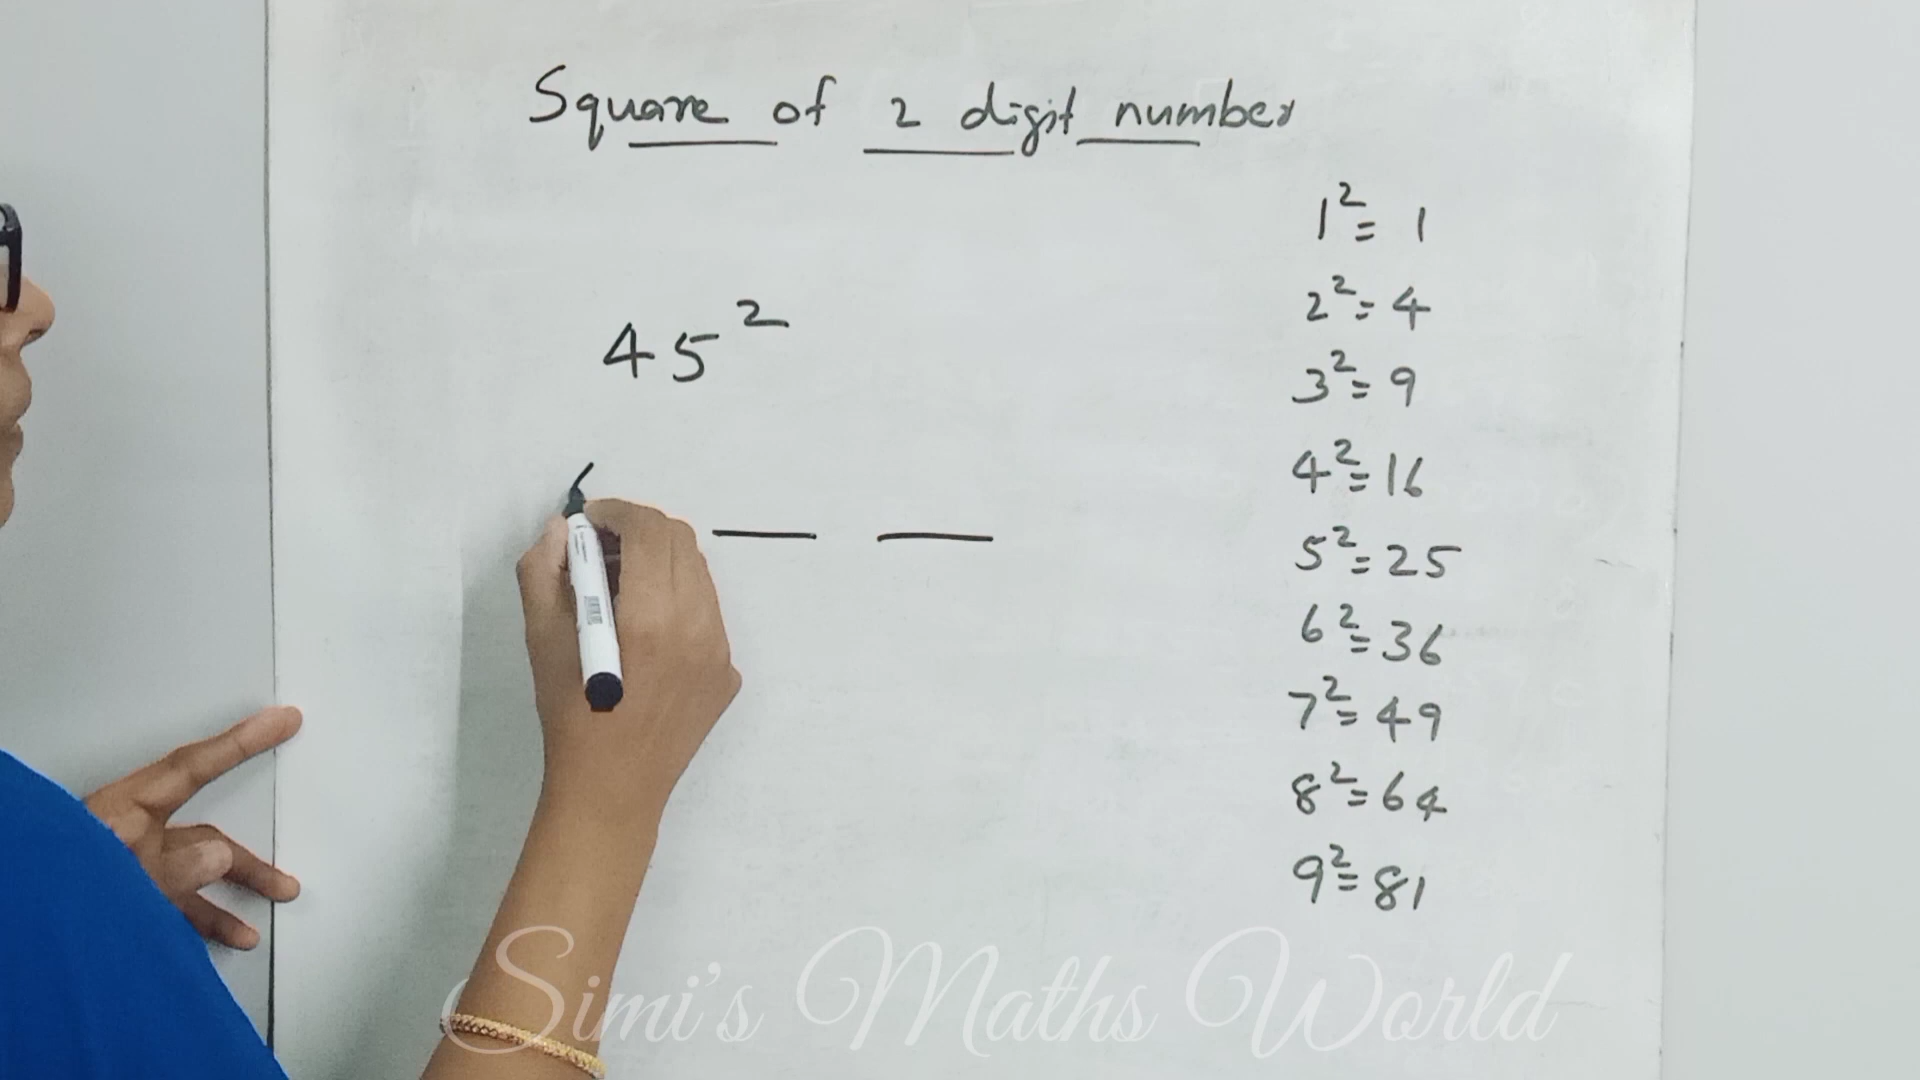 Square of 2 digit number
45²
1² = 1
2² = 4
3² = 9
4² = 16
5² = 25
6² = 36
7² = 49
8² = 64
9² = 81
Simi's Maths World